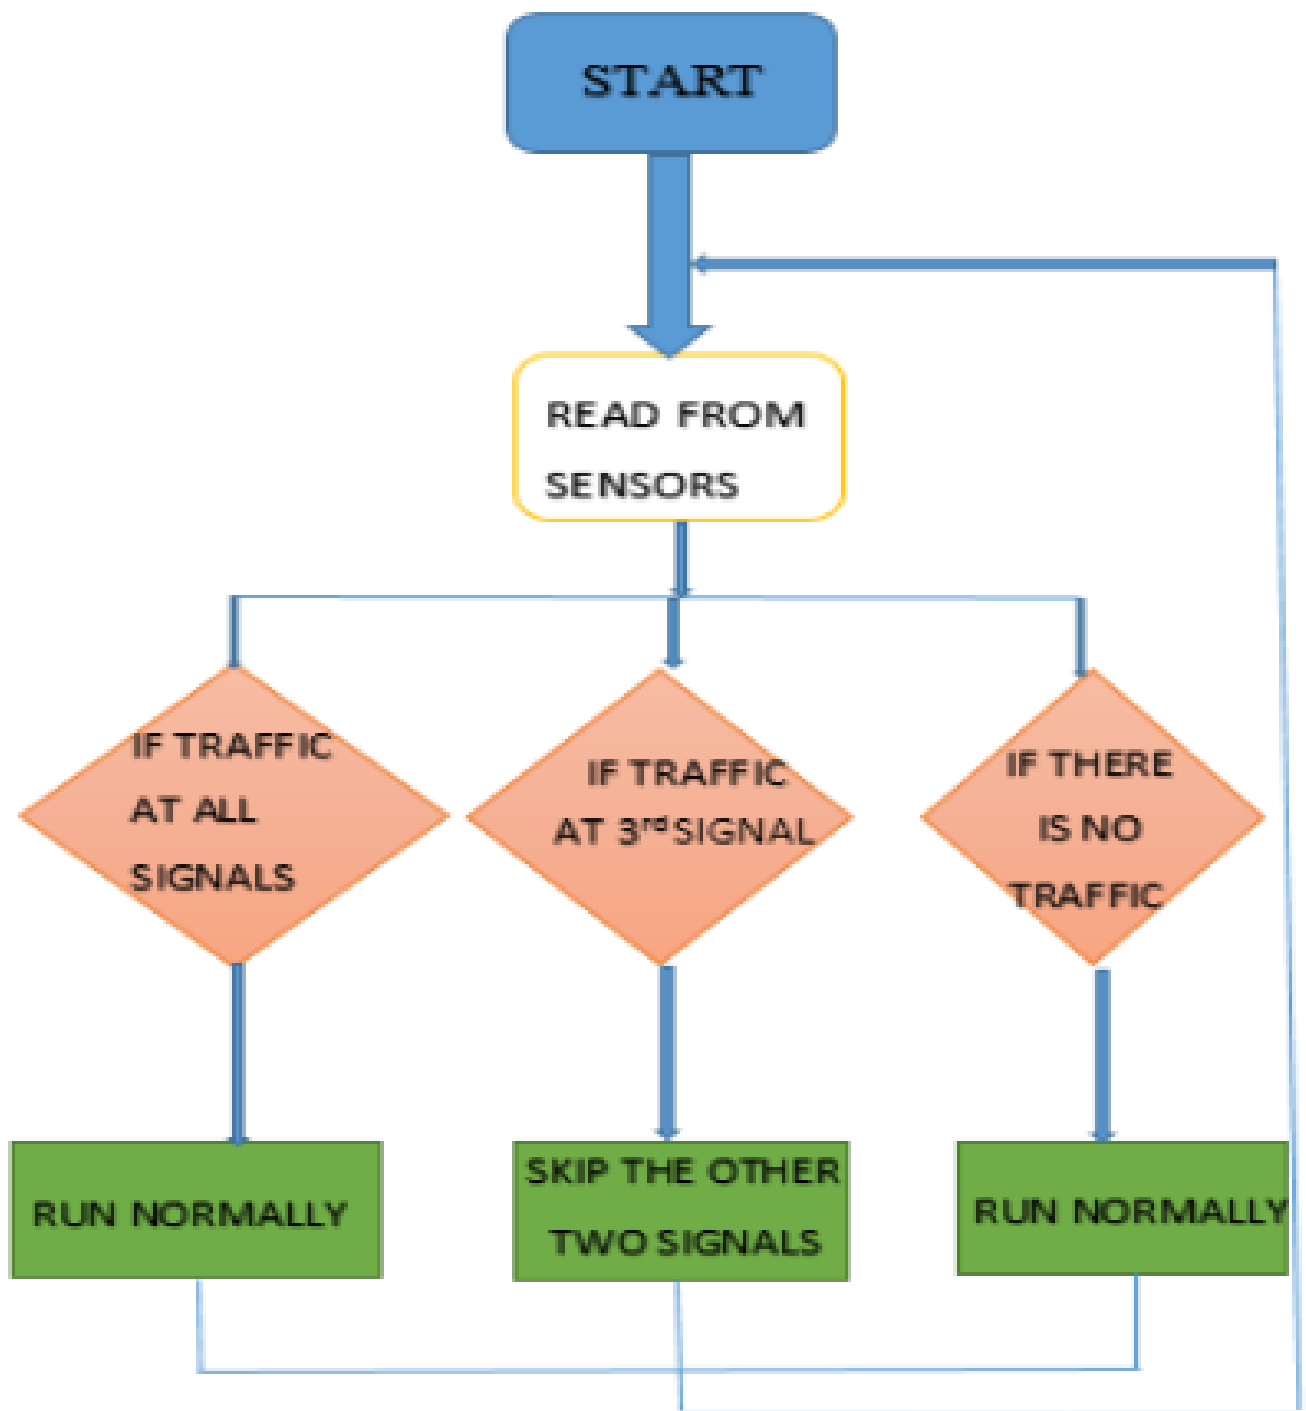 START
READ FROM
SENSORS
IF TRAFFIC
AT ALL
SIGNALS
IF TRAFFIC
AT 3rd SIGNAL
IF THERE
IS NO
TRAFFIC
RUN NORMALLY
SKIP THE OTHER
TWO SIGNALS
RUN NORMALLY